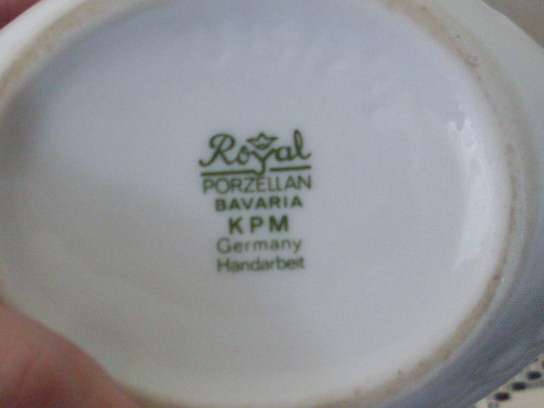 Royal
PORZELLAN
BAVARIA
KPM
Germany
Handarbeit